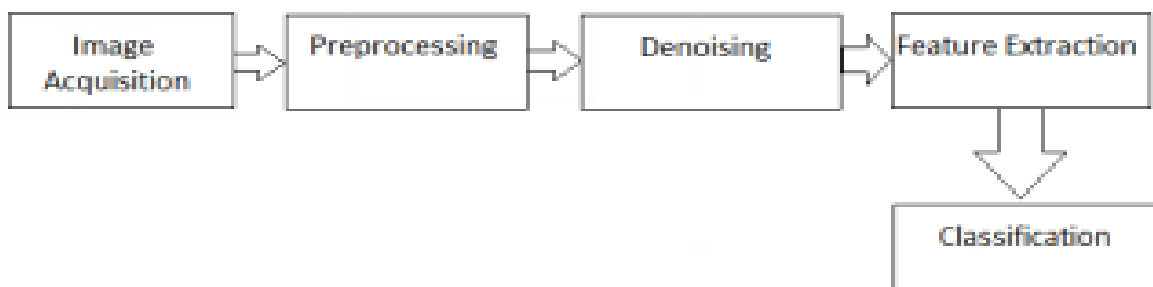 Image
Acquisition
Preprocessing
Denoising
Feature Extraction
Classification